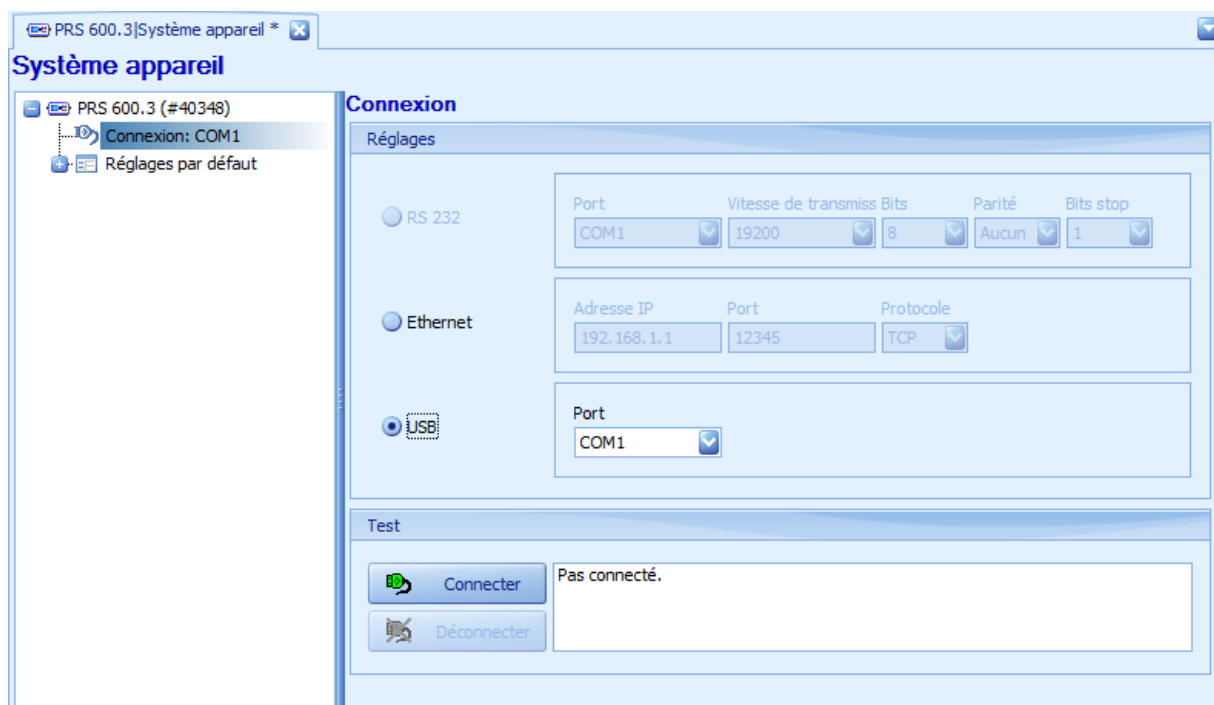 PRS 600.3|Système appareil *
Système appareil
PRS 600.3 (#40348)
Connexion: COM1
Réglages par défaut
Connexion
Réglages
RS 232
Port Vitesse de transmiss Bits Parité Bits stop
COM1 19200 8 Aucun 1
Ethernet
Adresse IP Port Protocole
192.168.1.1 12345 TCP
USB
Port
COM1
Test
Connecter
Pas connecté.
Déconnecter